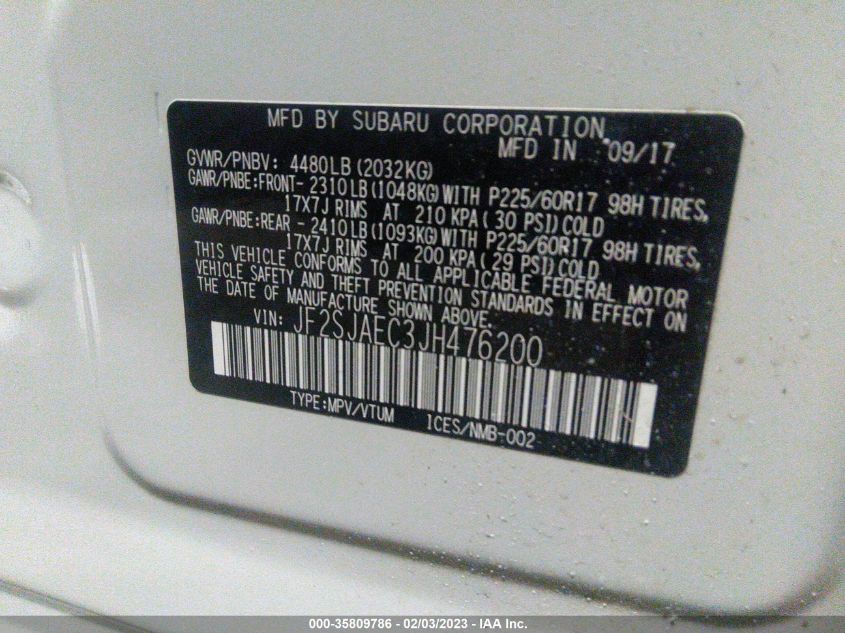 MFD BY SUBARU CORPORATION
MFD IN 09/17
GVWR/PNBV: 4480LB (2032KG)
GAWR/PNBE:FRONT- 2310LB (1048KG) WITH P225/60R17 98H TIRES,
17X7J RIMS AT 210 KPA (30 PSI) COLD
GAWR/PNBE:REAR - 2410LB (1093KG) WITH P225/60R17 98H TIRES,
17X7J RIMS AT 200 KPA (29 PSI) COLD
THIS VEHICLE CONFORMS TO ALL APPLICABLE FEDERAL MOTOR
VEHICLE SAFETY AND THEFT PREVENTION STANDARDS IN EFFECT ON
THE DATE OF MANUFACTURE SHOWN ABOVE.
VIN: JF2SJAEC3JH476200
TYPE:MPV/VTUM ICES/NMB-002
000-35809786 - 02/03/2023 - IAA Inc.